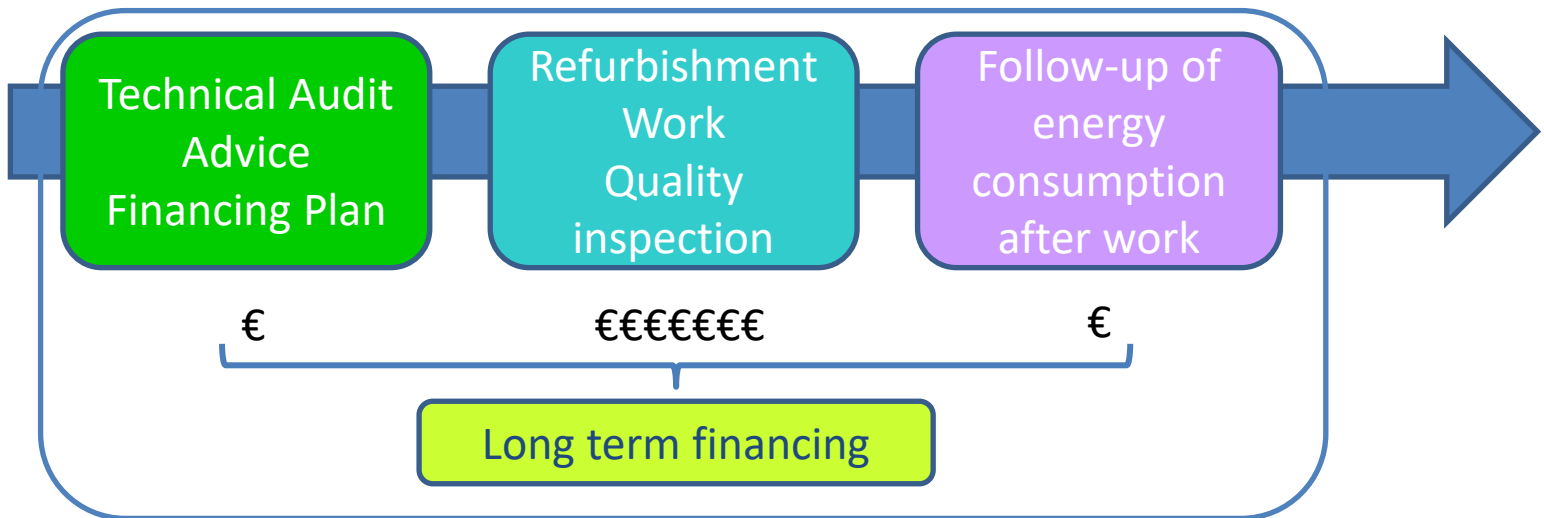 Technical Audit
Advice
Financing Plan
Refurbishment
Work
Quality
inspection
Follow-up of
energy
consumption
after work
€
€€€€€€€
€
Long term financing